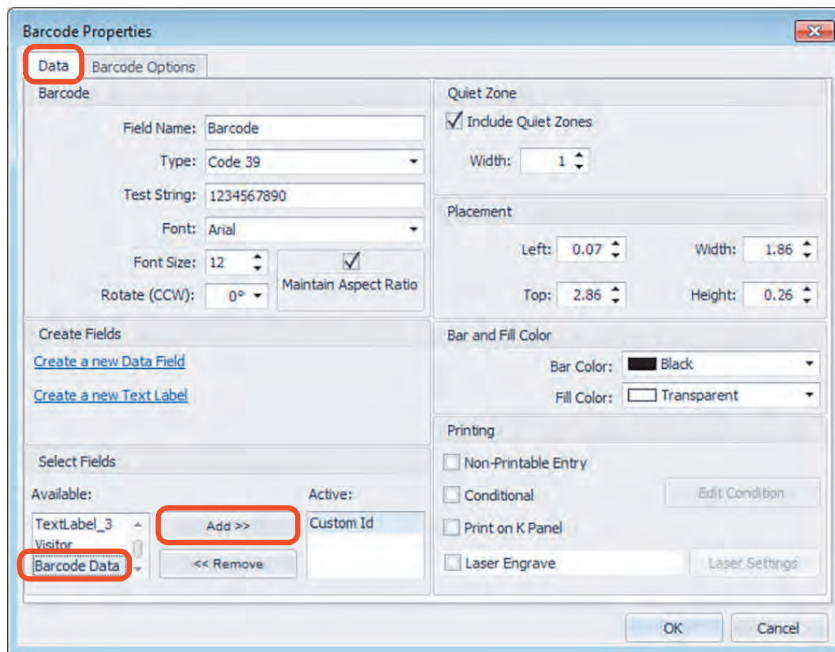 Barcode Properties
Data Barcode Options
Barcode
Field Name: Barcode
Type: Code 39
Test String: 1234567890
Font: Arial
Font Size: 12
Maintain Aspect Ratio
Rotate (CCW): 0°
Create Fields
Create a new Data Field
Create a new Text Label
Select Fields
Available:
TextLabel_3
Visitor
Barcode Data
Add >>
<< Remove
Active:
Custom Id
Quiet Zone
Include Quiet Zones
Width: 1
Placement
Left: 0.07 Width: 1.86
Top: 2.86 Height: 0.26
Bar and Fill Color
Bar Color: Black
Fill Color: Transparent
Printing
Non-Printable Entry
Conditional Edit Condition
Print on K Panel
Laser Engrave Laser Settings
OK Cancel